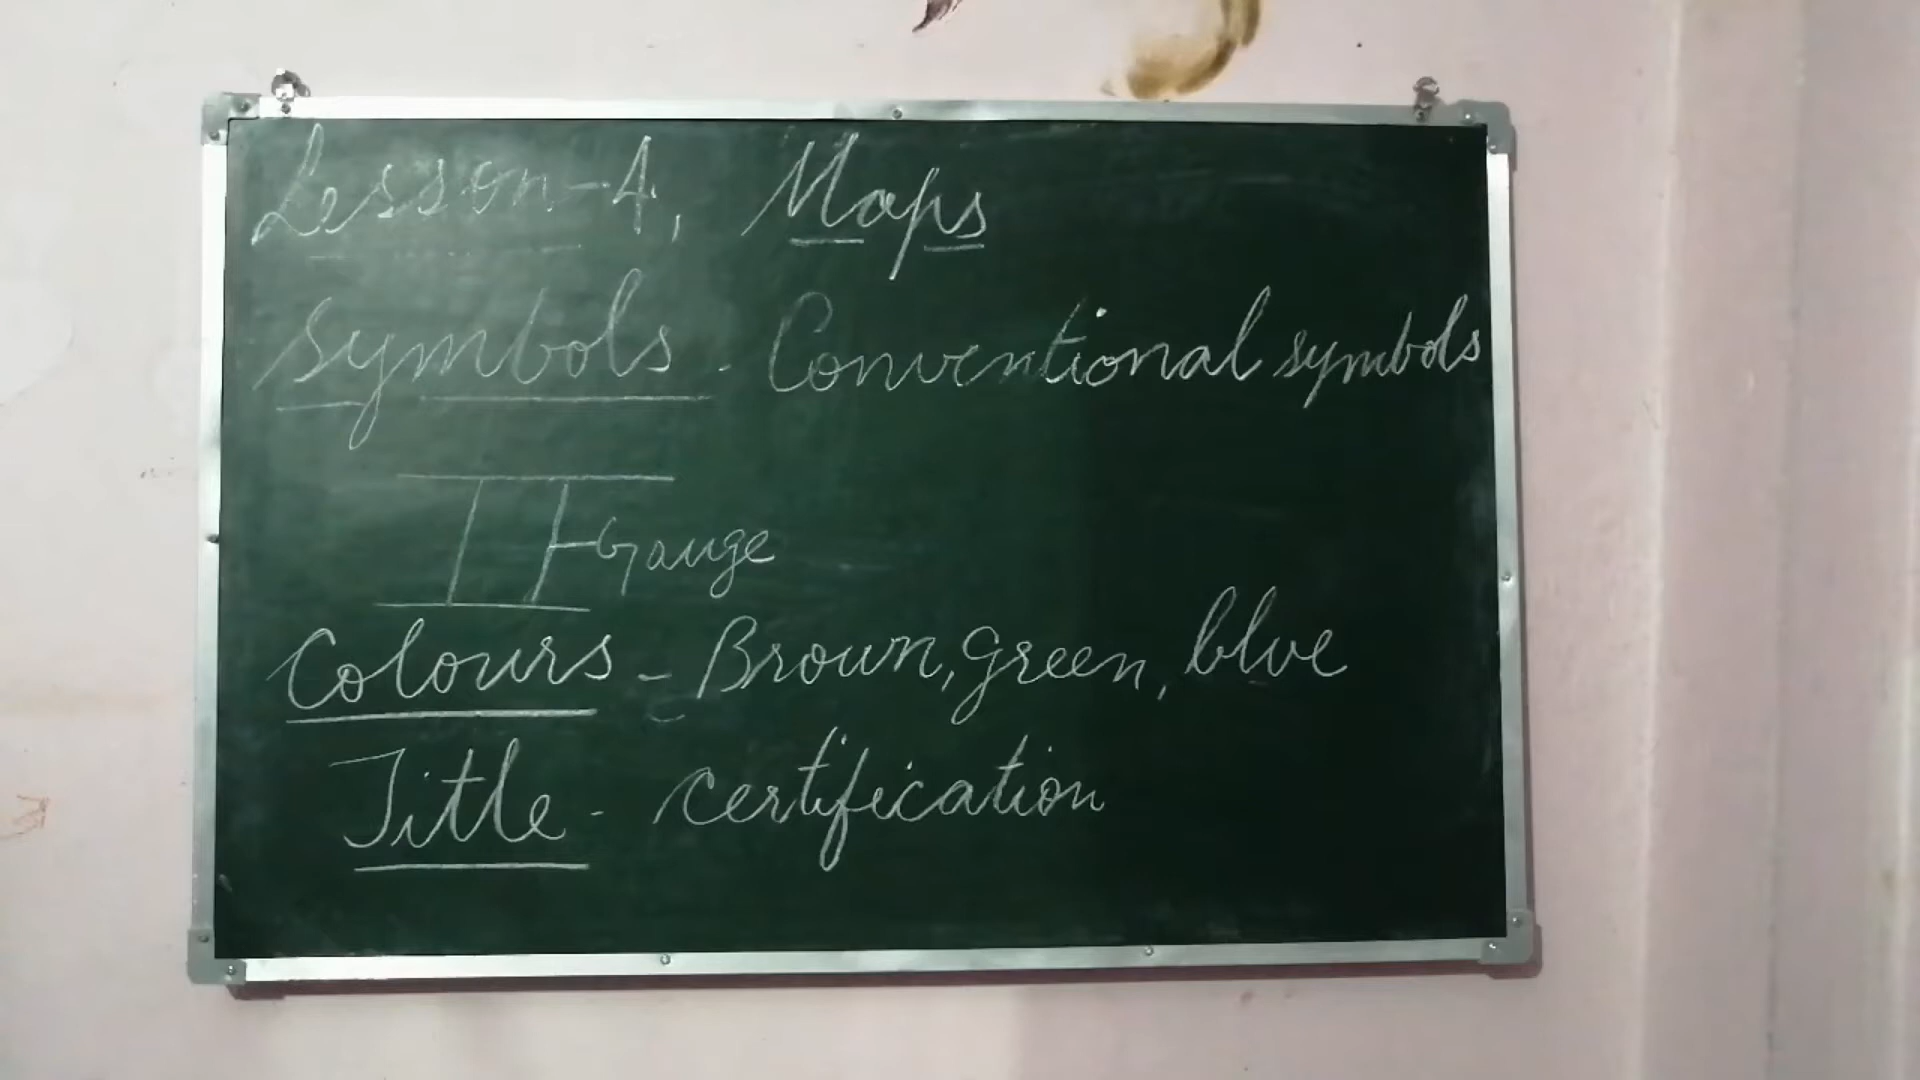 Lesson-4, Maps
Symbols - Conventional symbols
Gauge
Colours - Brown, green, blue
Title - certification